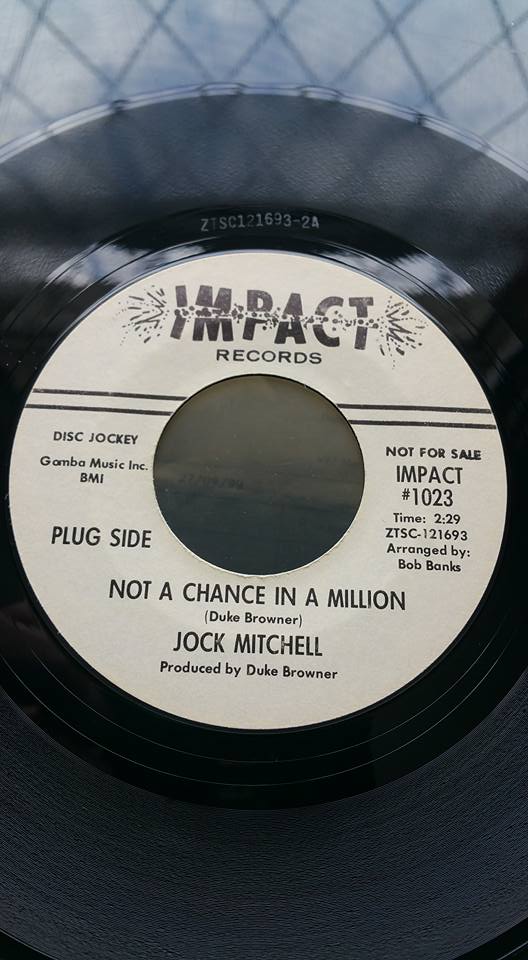 ZTSC121693-2A
IMPACT
RECORDS
DISC JOCKEY
Gomba Music Inc.
BMI
PLUG SIDE
NOT FOR SALE
IMPACT
#1023
Time: 2:29
ZTSC-121693
Arranged by:
Bob Banks
NOT A CHANCE IN A MILLION
(Duke Browner)
JOCK MITCHELL
Produced by Duke Browner